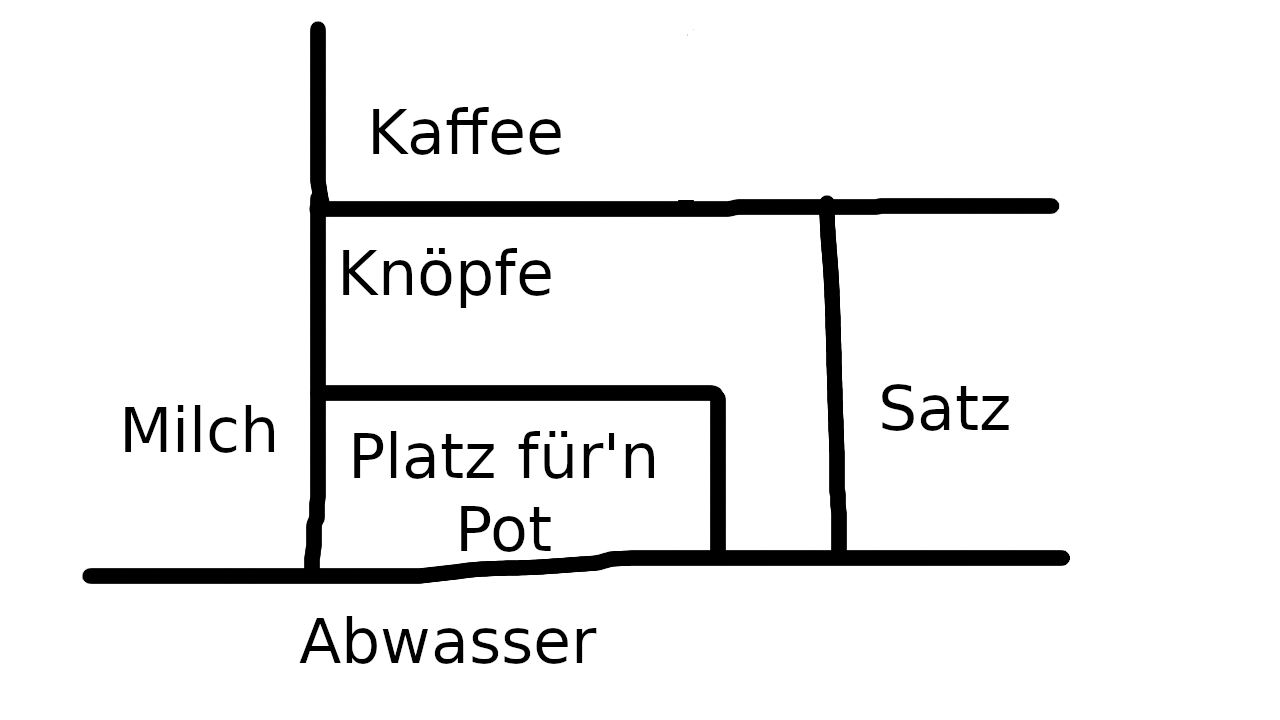 Kaffee
Knöpfe
Milch
Satz
Platz für'n
Pot
Abwasser